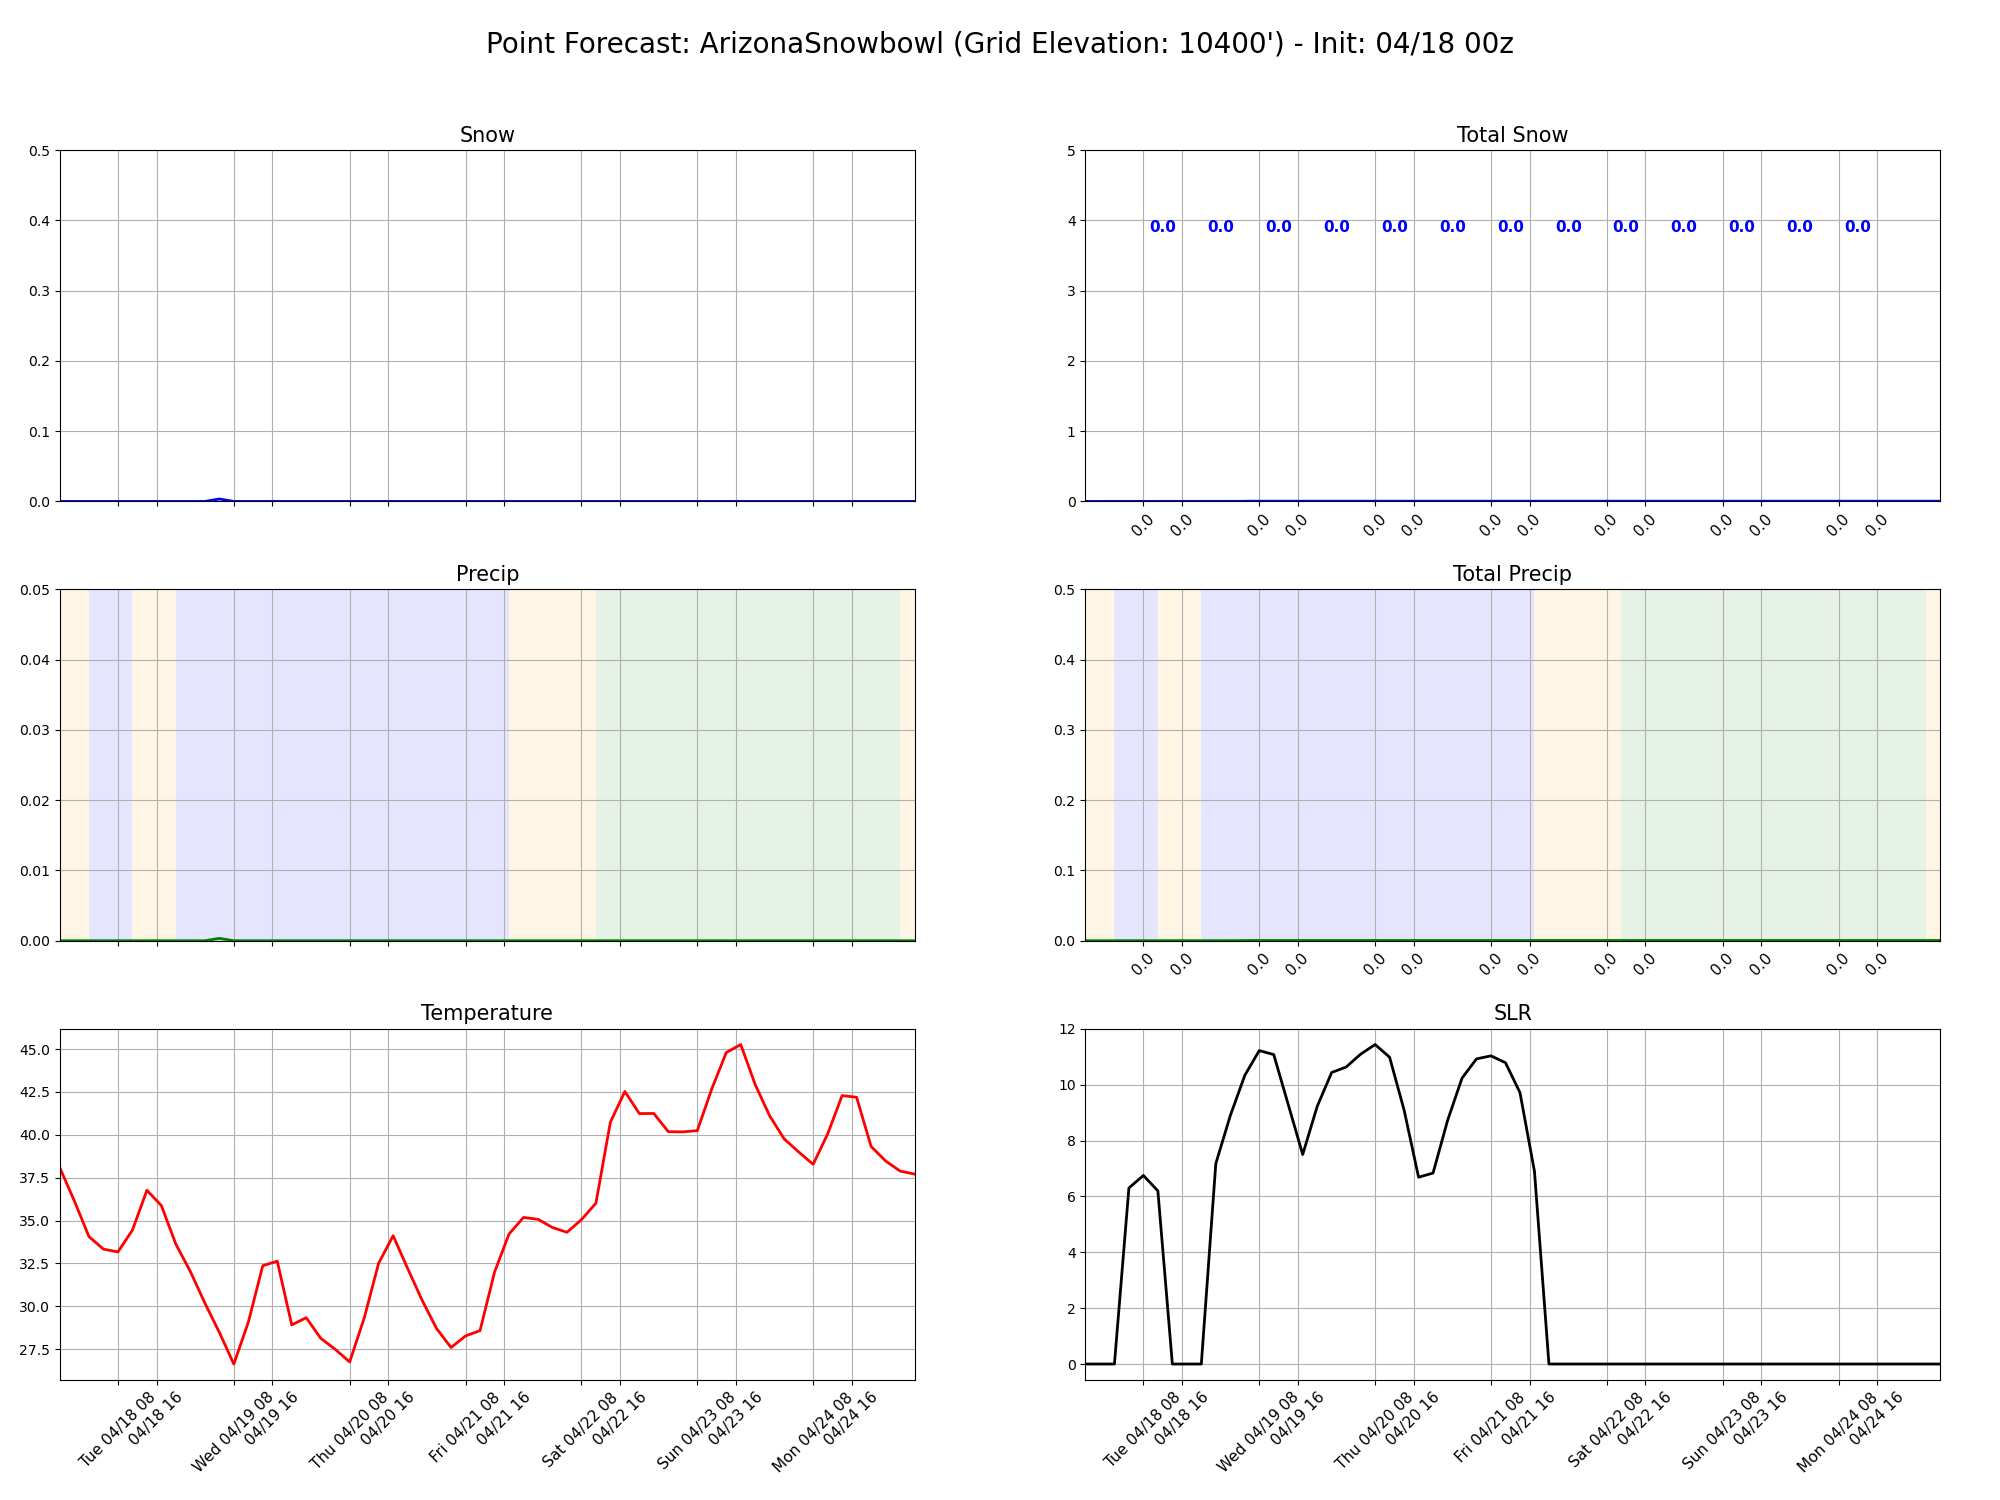 Point Forecast: ArizonaSnowbowl (Grid Elevation: 10400') - Init: 04/18 00z
Snow
0.5
0.4
0.3
0.2
0.1
0.0
Total Snow
5
4
3
2
1
0
0.0 0.0 0.0 0.0 0.0 0.0 0.0 0.0 0.0 0.0 0.0 0.0 0.0
0.0 0.0 0.0 0.0 0.0 0.0 0.0 0.0 0.0 0.0 0.0 0.0 0.0 0.0
Precip
0.05
0.04
0.03
0.02
0.01
0.00
Total Precip
0.5
0.4
0.3
0.2
0.1
0.0
0.0 0.0 0.0 0.0 0.0 0.0 0.0 0.0 0.0 0.0 0.0 0.0 0.0 0.0
Temperature
45.0
42.5
40.0
37.5
35.0
32.5
30.0
27.5
Tue 04/18 08
04/18 16
Wed 04/19 08
04/19 16
Thu 04/20 08
04/20 16
Fri 04/21 08
04/21 16
Sat 04/22 08
04/22 16
Sun 04/23 08
04/23 16
Mon 04/24 08
04/24 16
SLR
12
10
8
6
4
2
0
Tue 04/18 08
04/18 16
Wed 04/19 08
04/19 16
Thu 04/20 08
04/20 16
Fri 04/21 08
04/21 16
Sat 04/22 08
04/22 16
Sun 04/23 08
04/23 16
Mon 04/24 08
04/24 16